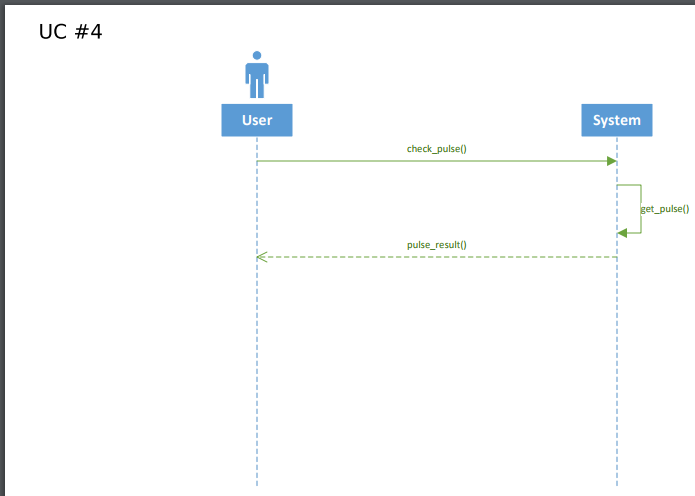 UC #4
User
System
check_pulse()
get_pulse()
pulse_result()